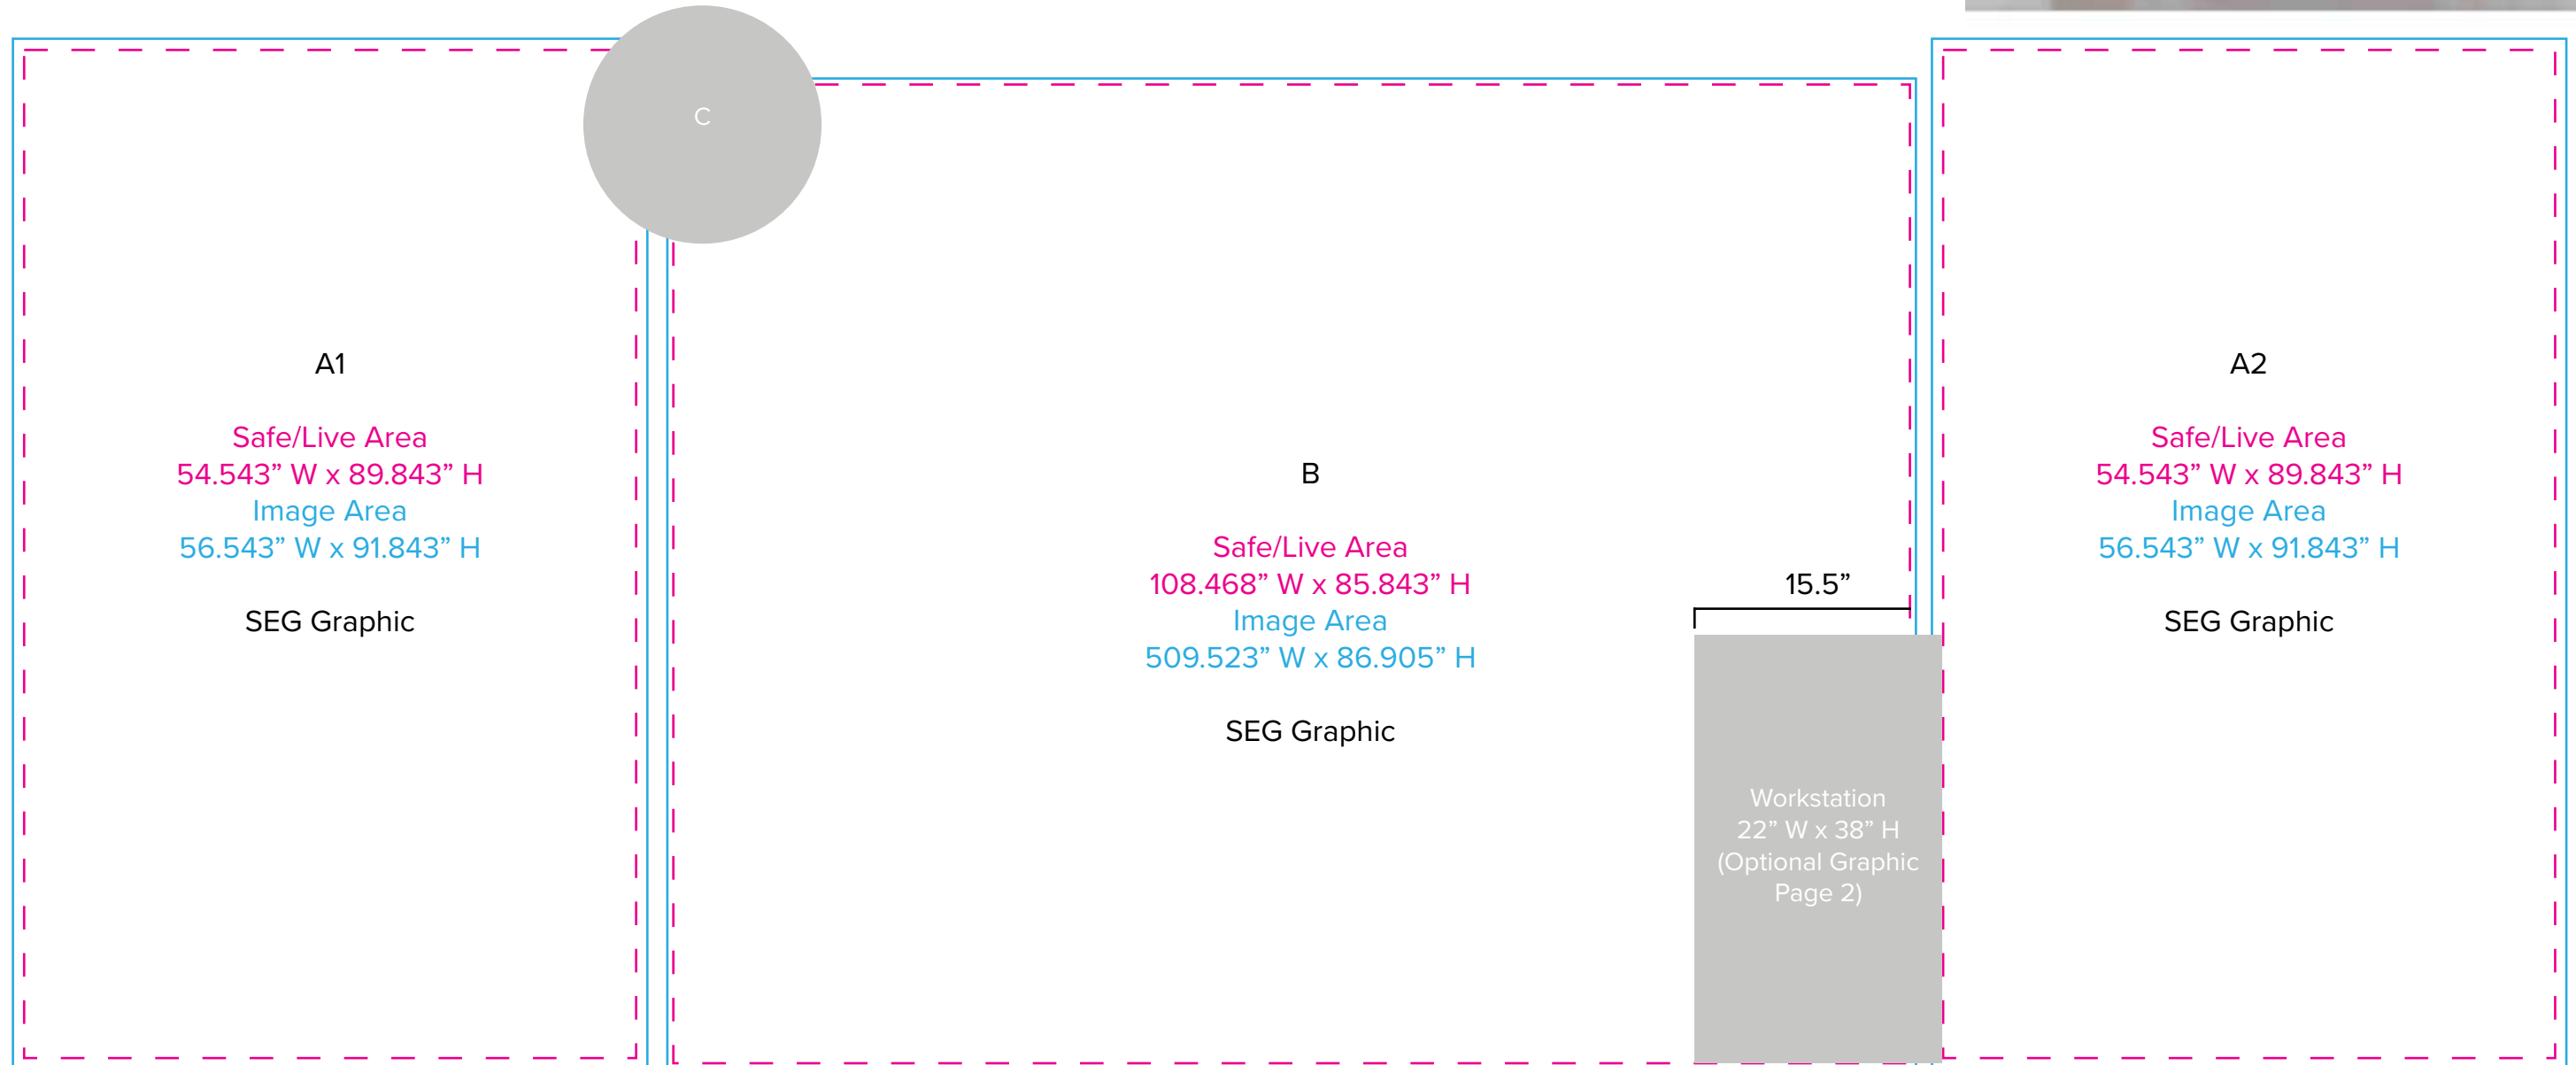 C
A1
Safe/Live Area
54.543” W x 89.843” H
Image Area
56.543” W x 91.843” H
SEG Graphic
B
Safe/Live Area
108.468” W x 85.843” H
Image Area
509.523” W x 86.905” H
SEG Graphic
15.5”
Workstation
22” W x 38” H
(Optional Graphic
Page 2)
A2
Safe/Live Area
54.543” W x 89.843” H
Image Area
56.543” W x 91.843” H
SEG Graphic